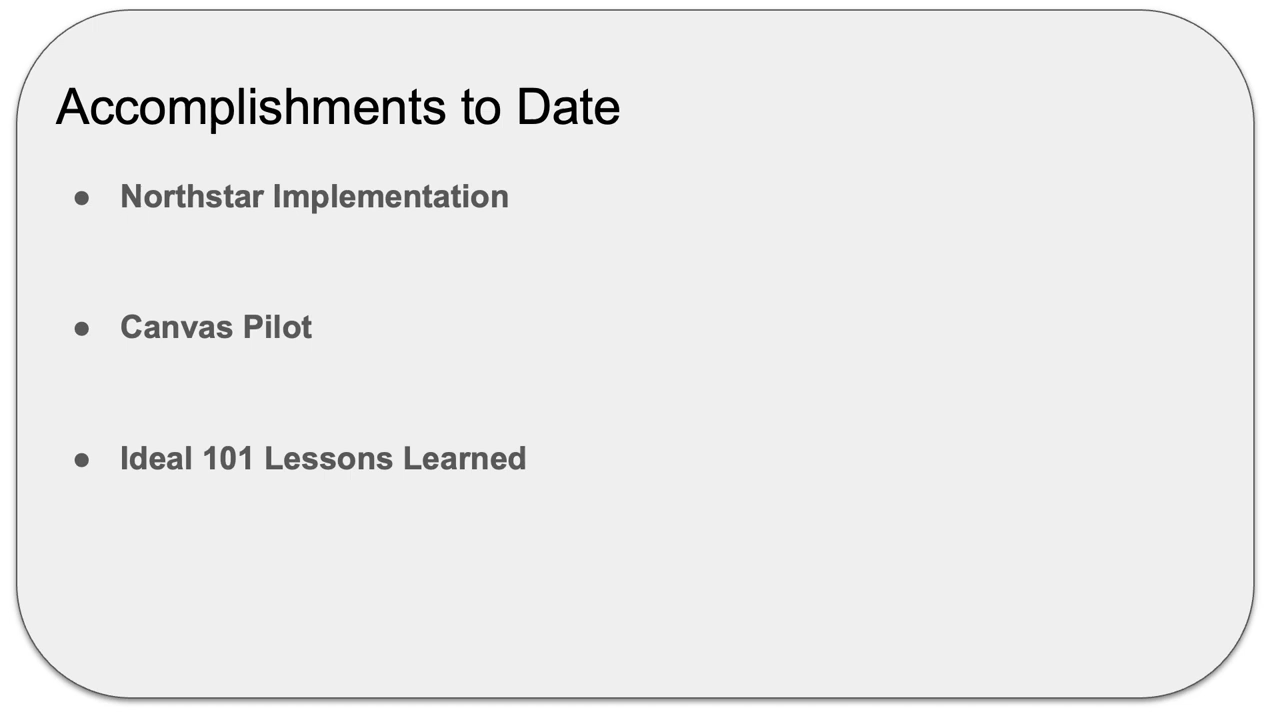 Accomplishments to Date
● Northstar Implementation
● Canvas Pilot
● Ideal 101 Lessons Learned